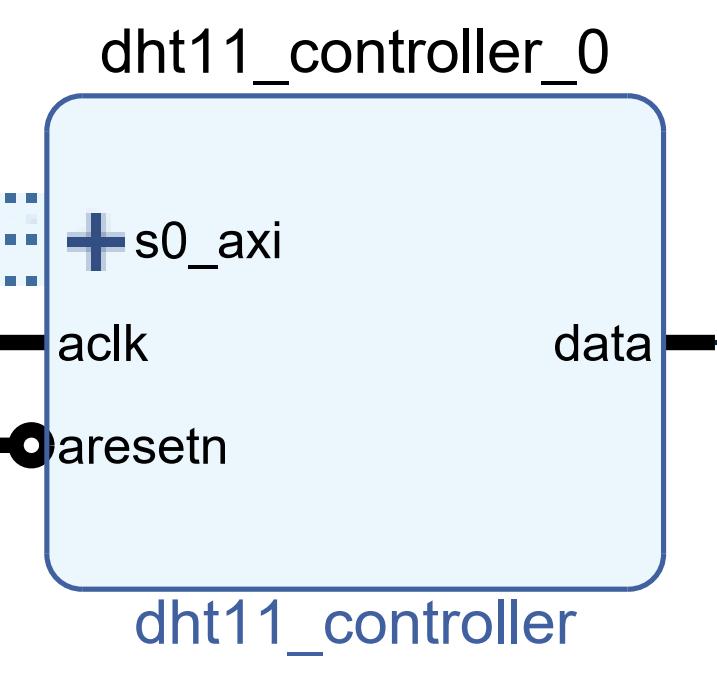 dht11_controller_0
s0_axi
aclk
data
aresetn
dht11_controller